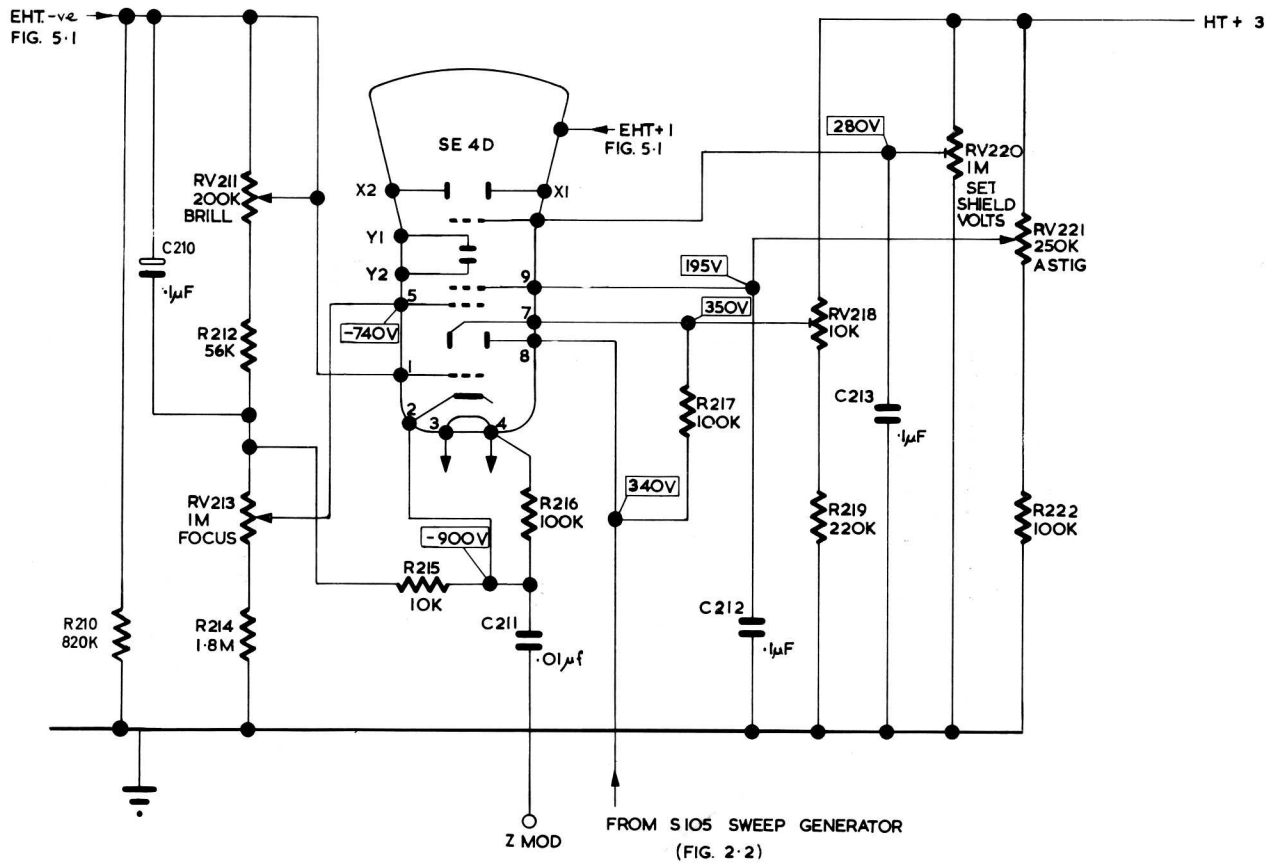 EHT.-ve
FIG. 5·1
HT + 3
SE 4D
EHT+1
FIG. 5·1
280V
RV220
1M
SET
SHIELD
VOLTS
X2
X1
RV211
200K
BRILL
Y1
Y2
C210
·1µF
RV221
250K
ASTIG
9
195V
5
7
350V
-740V
8
RV218
10K
R212
56K
1
2
3
4
R217
100K
C213
·1µF
RV213
1M
FOCUS
340V
R216
100K
R219
220K
R222
100K
-900V
R215
10K
R210
820K
R214
1·8M
C211
·01µf
C212
·1µF
Z MOD
FROM S105 SWEEP GENERATOR
(FIG. 2·2)